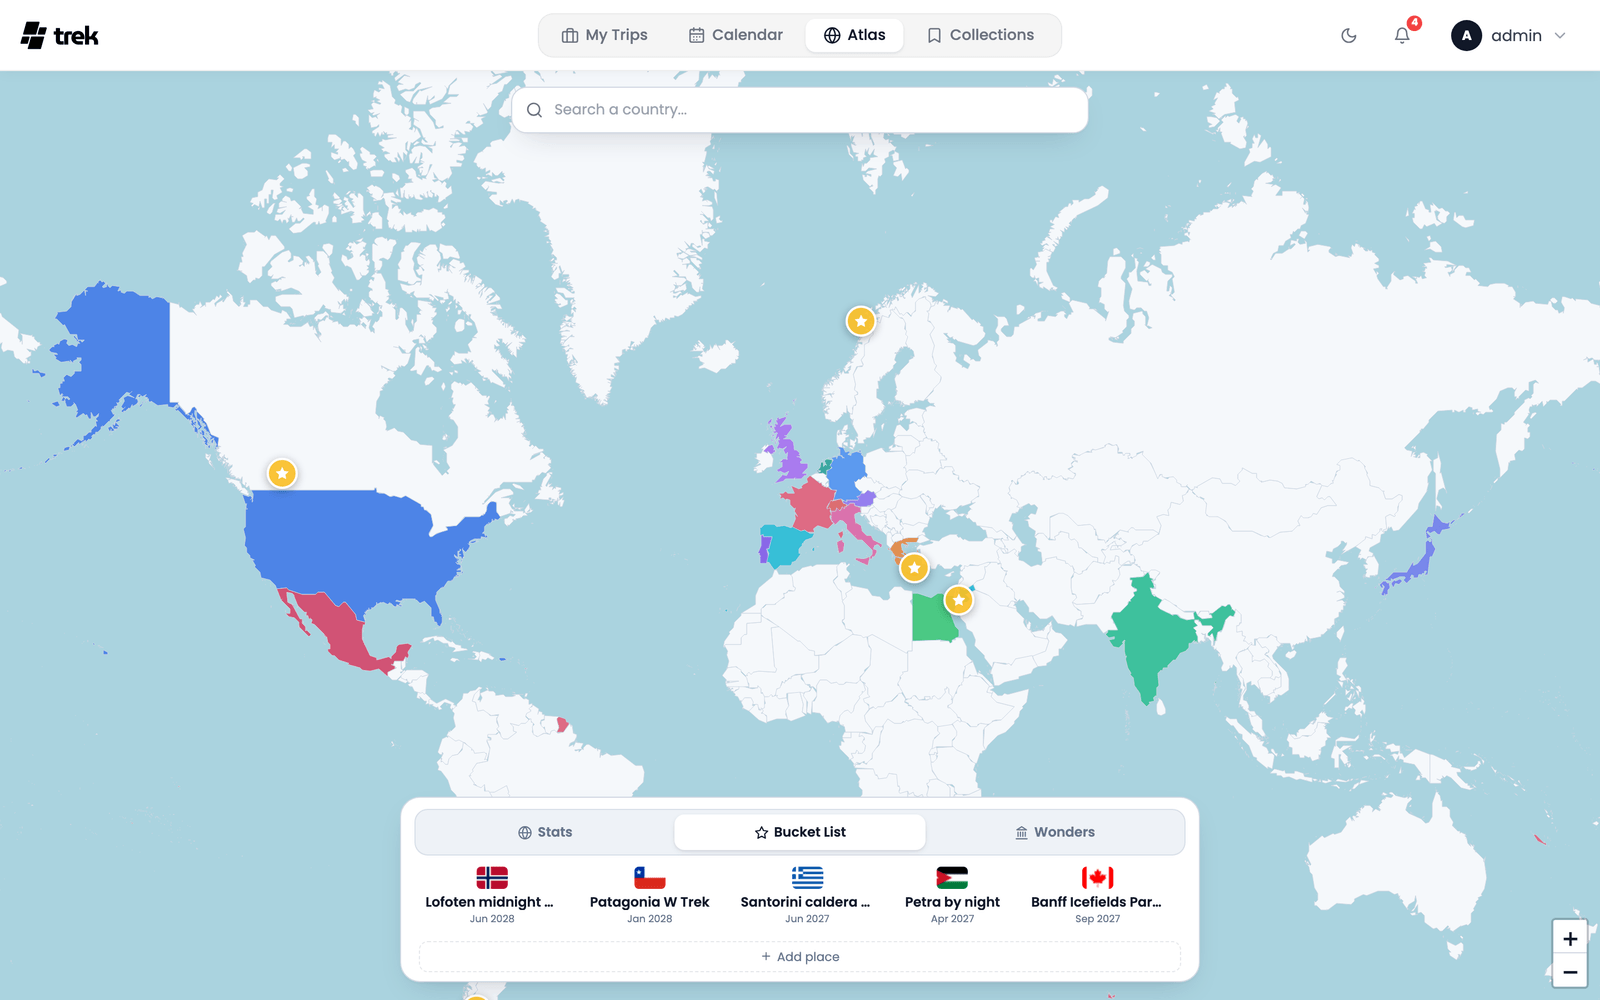 trek
My Trips
Calendar
Atlas
Collections
4
A
admin
Search a country...
Stats
Bucket List
Wonders
Lofoten midnight ...
Jun 2028
Patagonia W Trek
Jan 2028
Santorini caldera ...
Jun 2027
Petra by night
Apr 2027
Banff Icefields Par...
Sep 2027
+ Add place
+
−